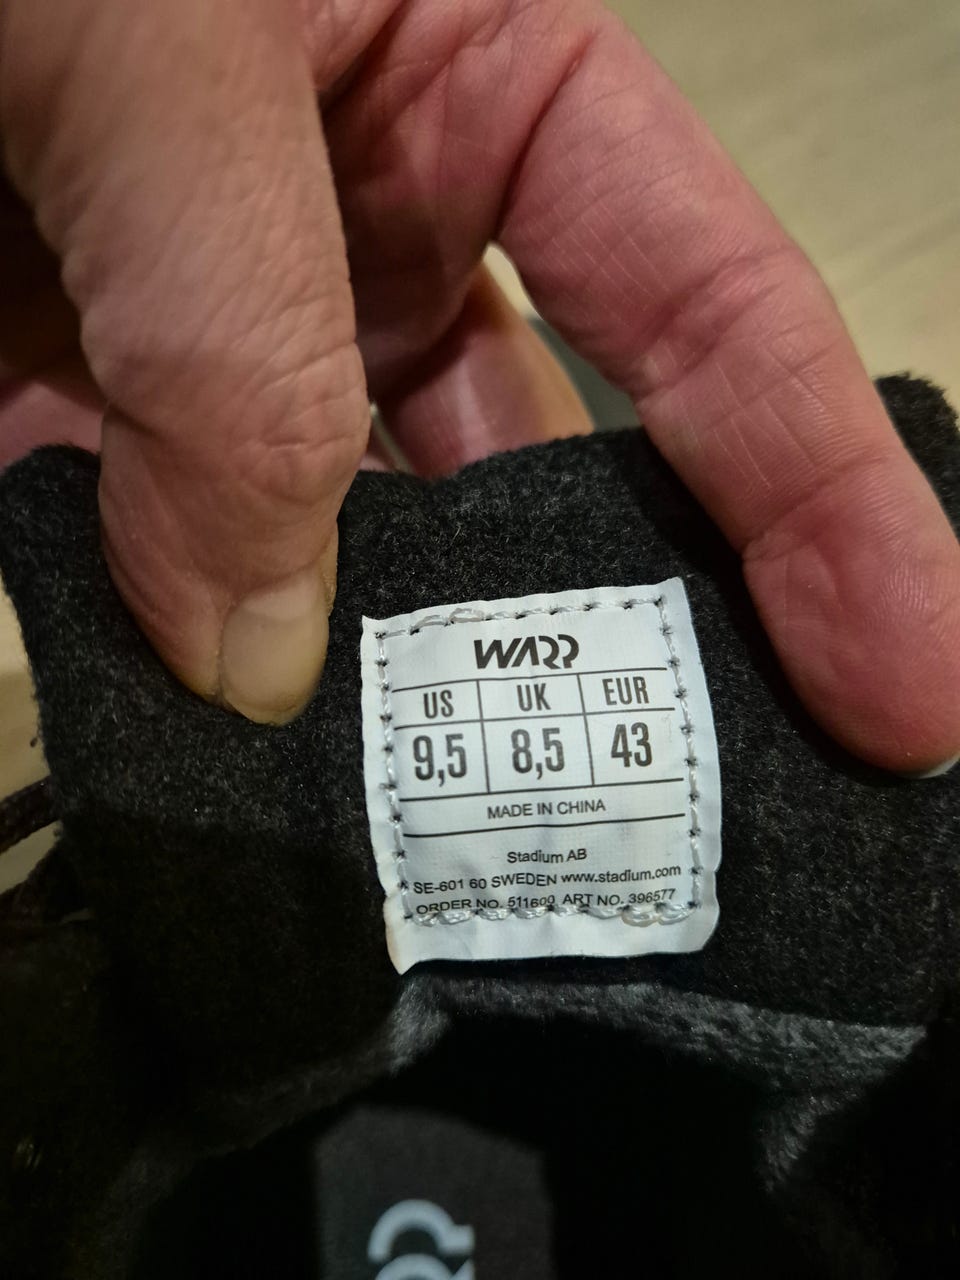 WARP
US UK EUR
9,5 8,5 43
MADE IN CHINA
Stadium AB
SE-601 60 SWEDEN www.stadium.com
ORDER NO. 511600 ART NO. 396577